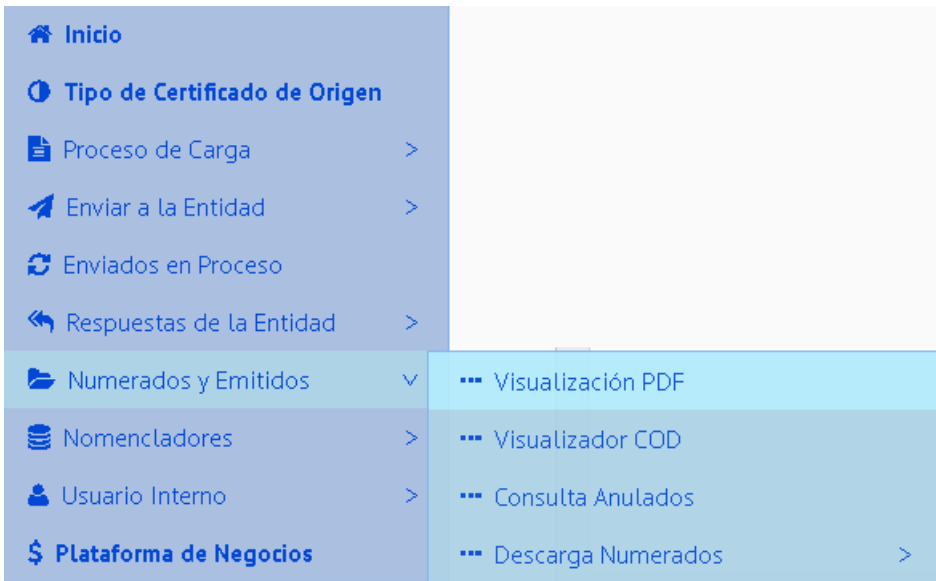 Inicio
Tipo de Certificado de Origen
Proceso de Carga >
Enviar a la Entidad >
Enviados en Proceso
Respuestas de la Entidad >
Numerados y Emitidos
Nomencladores >
Usuario Interno >
$ Plataforma de Negocios
Visualización PDF
Visualizador COD
Consulta Anulados
Descarga Numerados >